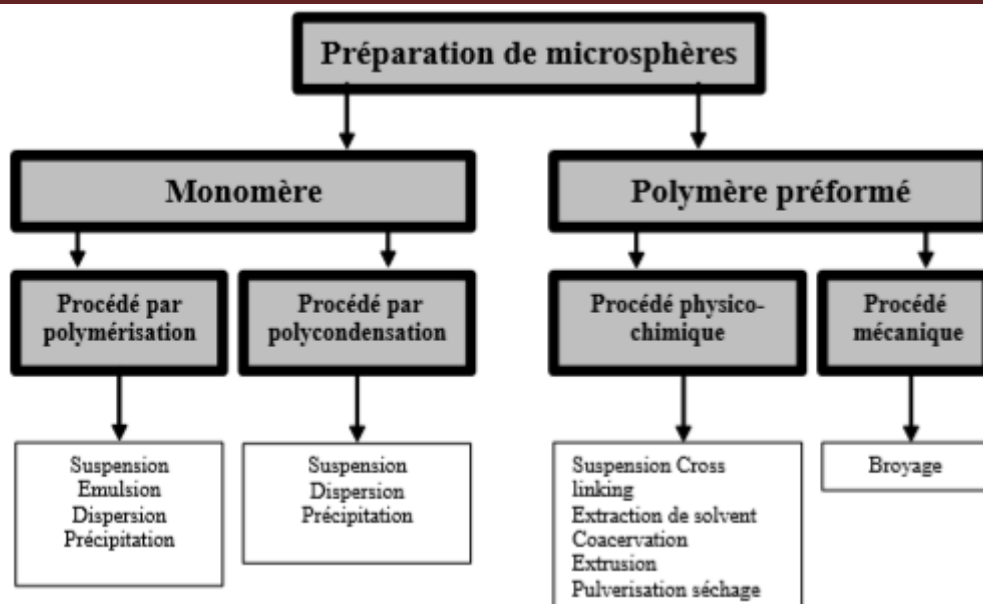 Préparation de microsphères
Monomère
Polymère préformé
Procédé par
polymérisation
Procédé par
polycondensation
Procédé physico-
chimique
Procédé
mécanique
Suspension
Emulsion
Dispersion
Précipitation
Suspension
Dispersion
Précipitation
Suspension Cross
linking
Extraction de solvent
Coacervation
Extrusion
Pulverisation séchage
Broyage